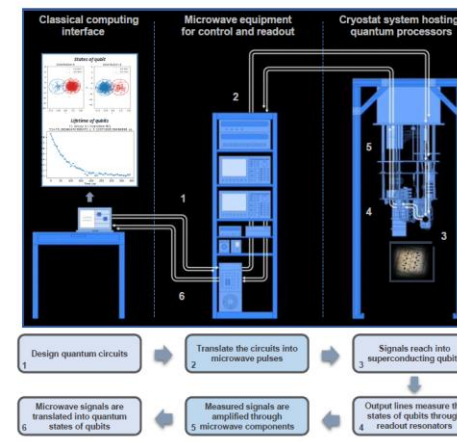 Classical computing
interface
Microwave equipment
for control and readout
Cryostat system hosting
quantum processors
States of qubit
Lifetime of qubits
2
1
6
5
4
3
Design quantum circuits
1
Translate the circuits into
microwave pulses
2
Signals reach into
superconducting qubit
3
Microwave signals are
translated into quantum
states of qubits
6
Measured signals are
amplified through
microwave components
5
Output lines measure th
states of qubits throug
readout resonators
4